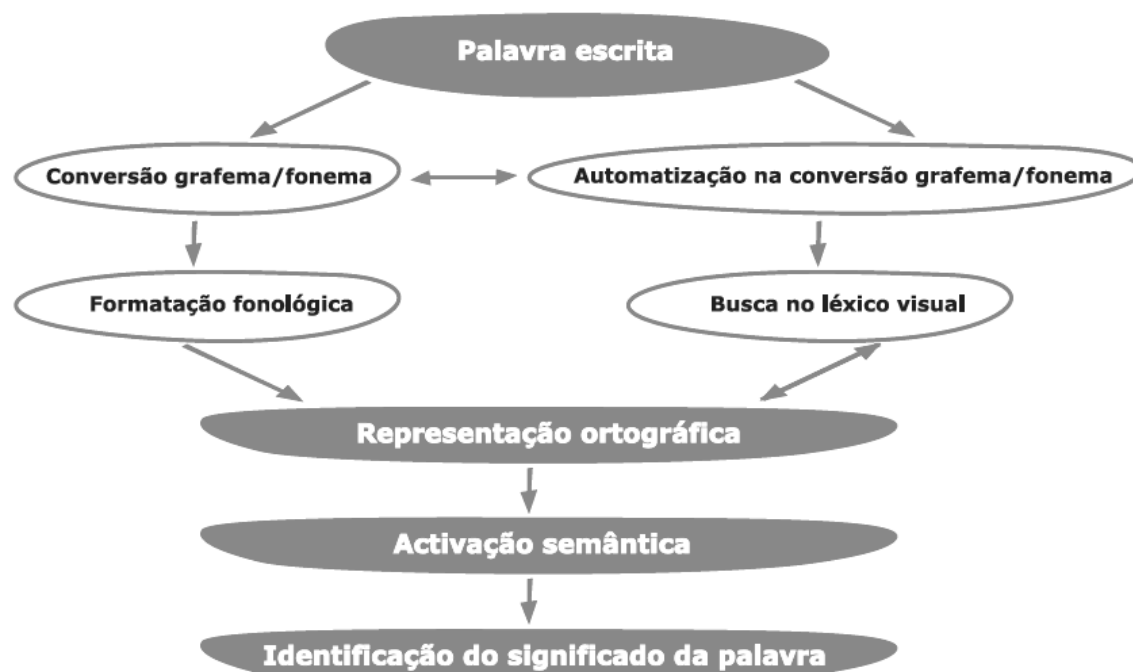 Palavra escrita
Conversão grafema/fonema
Automatização na conversão grafema/fonema
Formatação fonológica
Busca no léxico visual
Representação ortográfica
Activação semântica
Identificação do significado da palavra